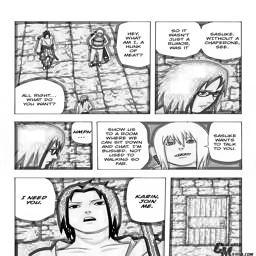 HEY,
WHAT
AM I, A
HUNK
OF
MEAT?
ALL RIGHT...
WHAT DO
YOU WANT?
SO IT
WASN'T
JUST A
RUMOR,
WAS IT
SASUKE,
WITHOUT A
CHAPERONE,
SEE.
HMPH...
SHOW US
TO A ROOM
WHERE WE
CAN SIT DOWN
AND CHAT. I'M
BUSHED. NOT
USED TO
WALKING SO
FAR.
SASUKE
WANTS
TO TALK
TO YOU.
I NEED
YOU.
KARIN,
JOIN
ME.